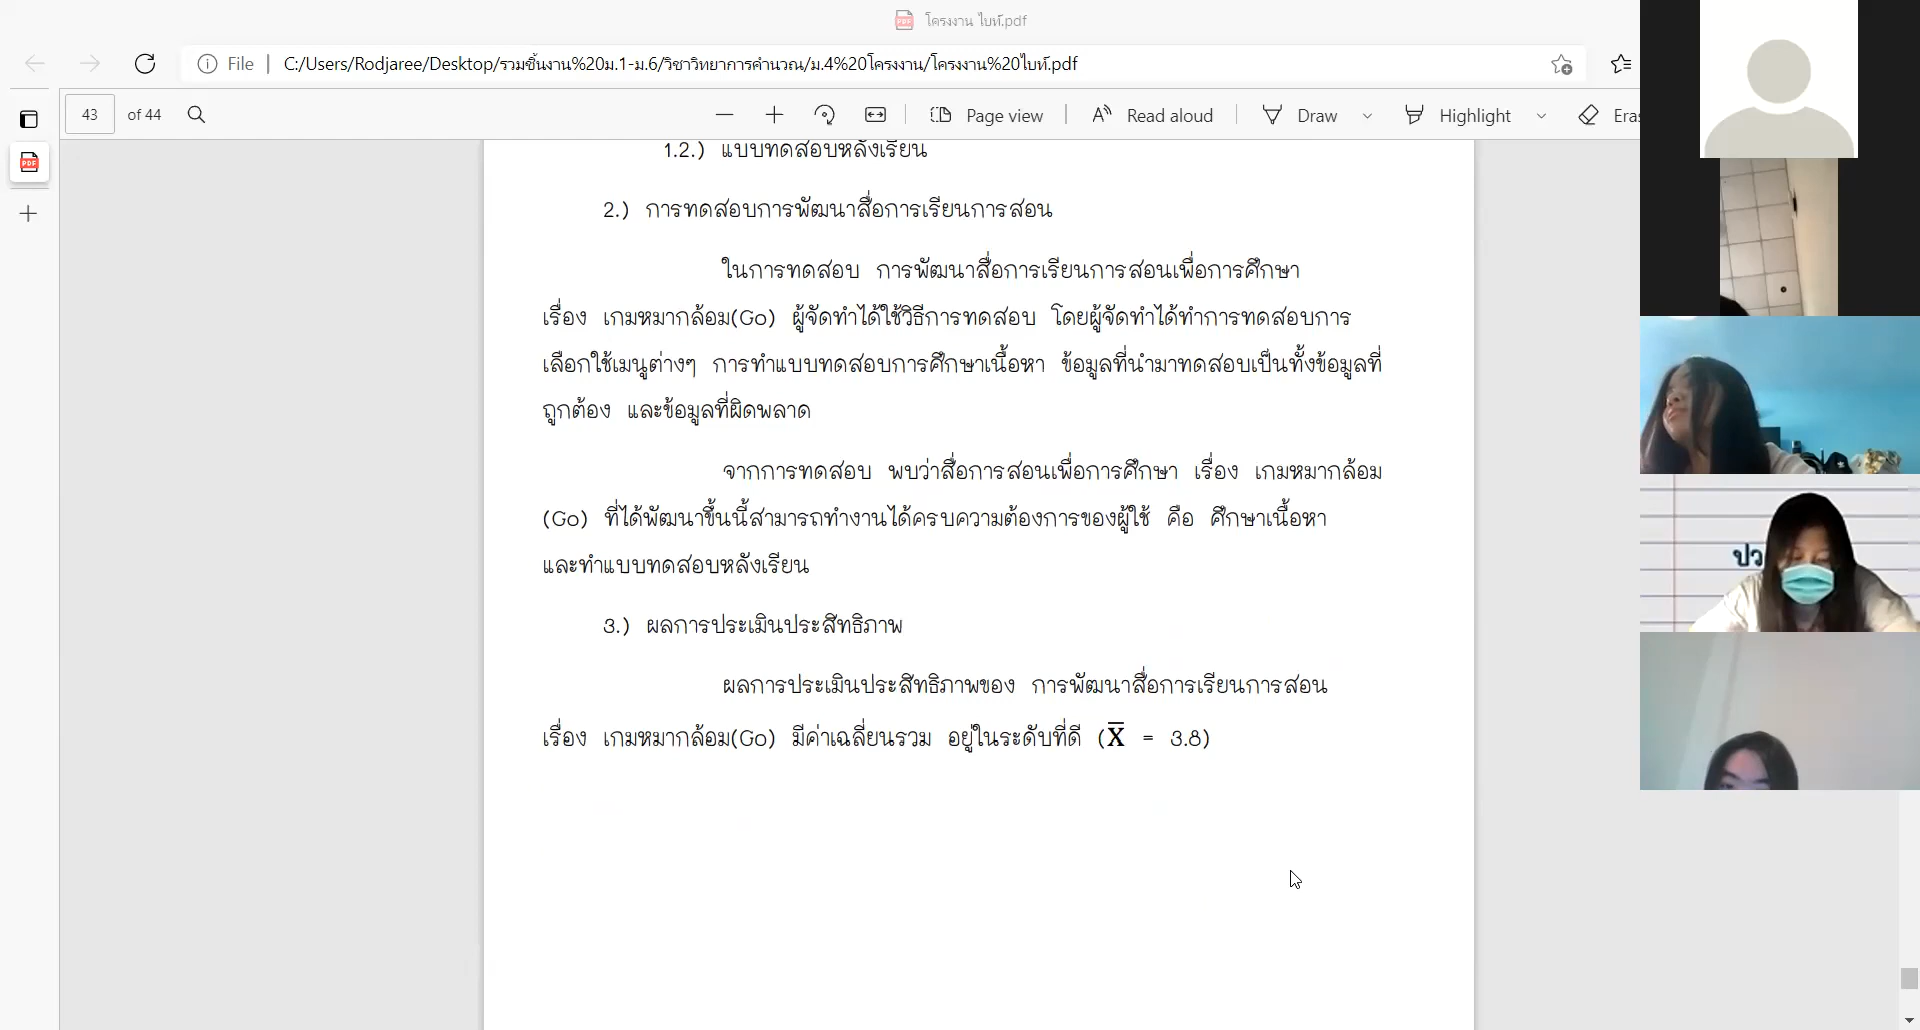 โครงงาน ไบท์.pdf
File
C:/Users/Rodjaree/Desktop/รวมชิ้นงาน%20ม.1-ม.6/วิชาวิทยาการคำนวณ/ม.4%20โครงงาน/โครงงาน%20ไบท์.pdf
43 of 44
Page view
Read aloud
Draw
Highlight
Eras
1.2.) แบบทดสอบหลังเรียน
2.) การทดสอบการพัฒนาสื่อการเรียนการสอน
ในการทดสอบ การพัฒนาสื่อการเรียนการสอนเพื่อการศึกษา
เรื่อง เกมหมากล้อม(Go) ผู้จัดทำได้ใช้วิธีการทดสอบ โดยผู้จัดทำได้ทำการทดสอบการ
เลือกใช้เมนูต่างๆ การทำแบบทดสอบการศึกษาเนื้อหา ข้อมูลที่นำมาทดสอบเป็นทั้งข้อมูลที่
ถูกต้อง และข้อมูลที่ผิดพลาด
จากการทดสอบ พบว่าสื่อการสอนเพื่อการศึกษา เรื่อง เกมหมากล้อม
(Go) ที่ได้พัฒนาขึ้นนี้สามารถทำงานได้ครบความต้องการของผู้ใช้ คือ ศึกษาเนื้อหา
และทำแบบทดสอบหลังเรียน
3.) ผลการประเมินประสิทธิภาพ
ผลการประเมินประสิทธิภาพของ การพัฒนาสื่อการเรียนการสอน
เรื่อง เกมหมากล้อม(Go) มีค่าเฉลี่ยนรวม อยู่ในระดับที่ดี (X̅ = 3.8)